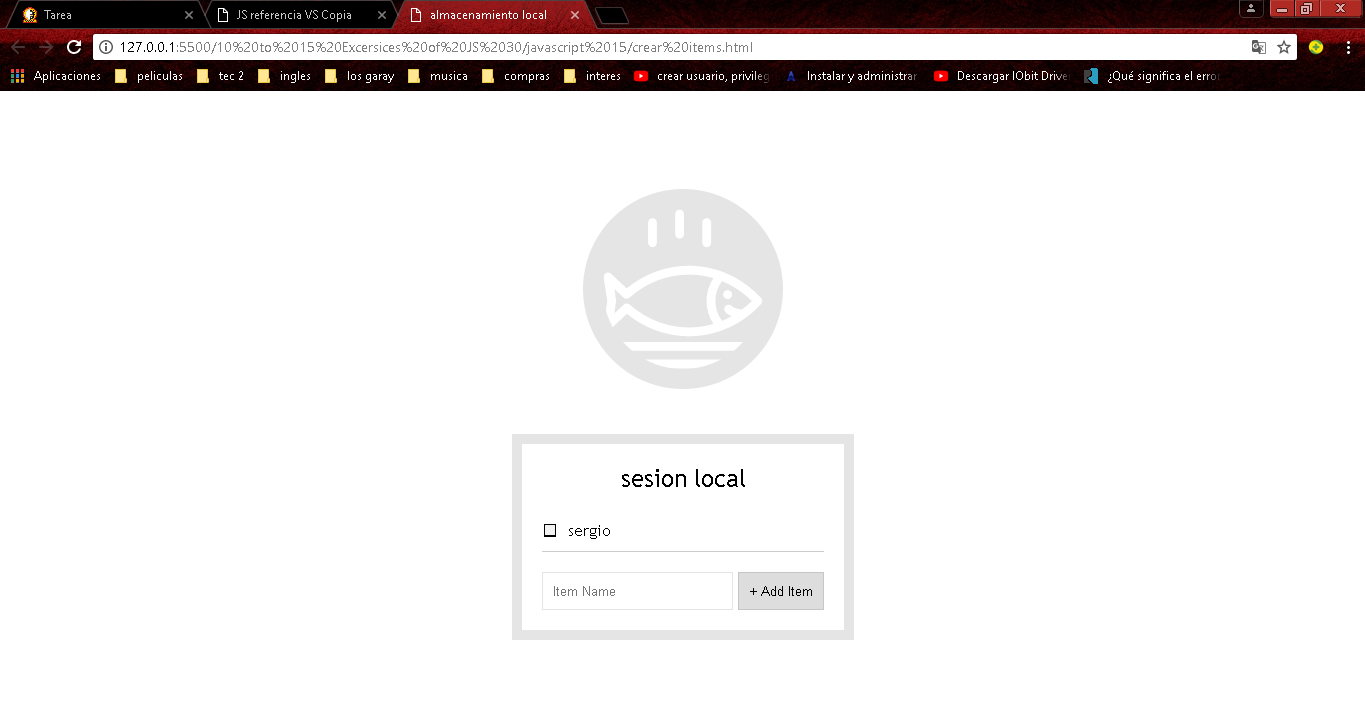 Tarea JS referencia VS Copia almacenamiento local
127.0.0.1:5500/10%20to%2015%20Excersices%20of%20JS%2030/javascript%2015/crear%20items.html
Aplicaciones peliculas tec 2 ingles los garay musica compras interes crear usuario, privileg Instalar y administrar Descargar IObit Drive ¿Qué significa el erro
sesion local
sergio
Item Name + Add Item